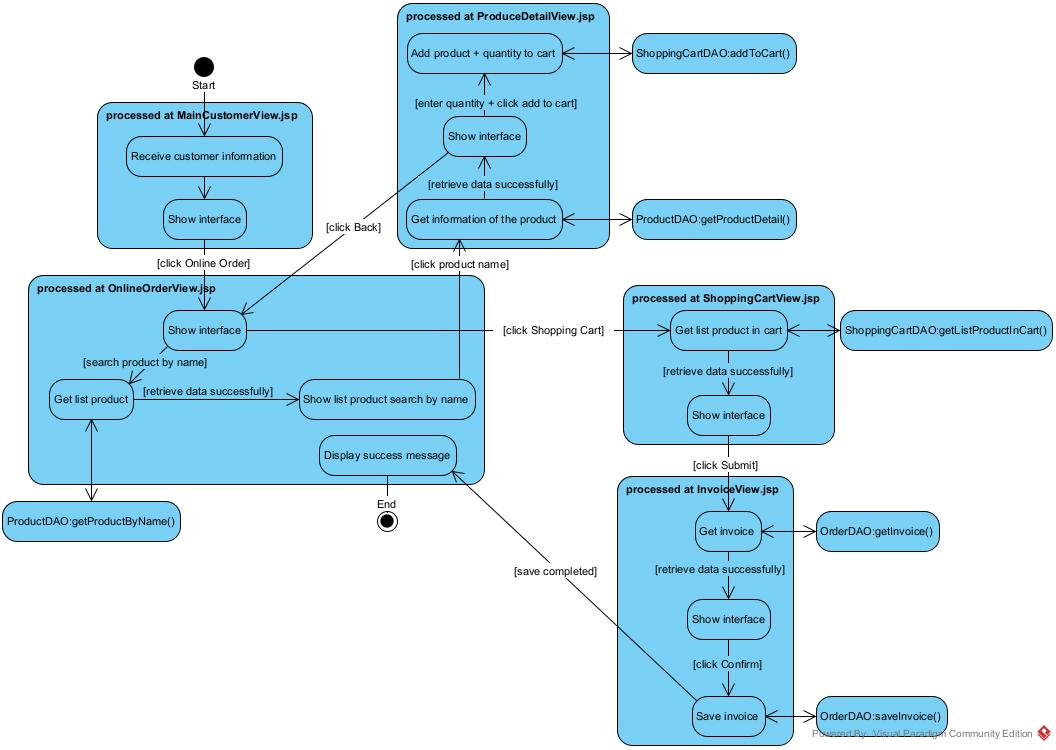 processed at ProduceDetailView.jsp
Add product + quantity to cart
ShoppingCartDAO:addToCart()
[enter quantity + click add to cart]
Show interface
[retrieve data successfully]
Get information of the product
ProductDAO:getProductDetail()
Start
processed at MainCustomerView.jsp
Receive customer information
Show interface
[click Back]
[click Online Order]
[click product name]
processed at OnlineOrderView.jsp
Show interface
[click Shopping Cart]
[search product by name]
Get list product
[retrieve data successfully]
Show list product search by name
Display success message
End
ProductDAO:getProductByName()
processed at ShoppingCartView.jsp
Get list product in cart
ShoppingCartDAO:getListProductInCart()
[retrieve data successfully]
Show interface
[click Submit]
processed at InvoiceView.jsp
Get invoice
OrderDAO:getInvoice()
[retrieve data successfully]
[save completed]
Show interface
[click Confirm]
Save invoice
OrderDAO:saveInvoice()
Powered By Visual Paradigm Community Edition